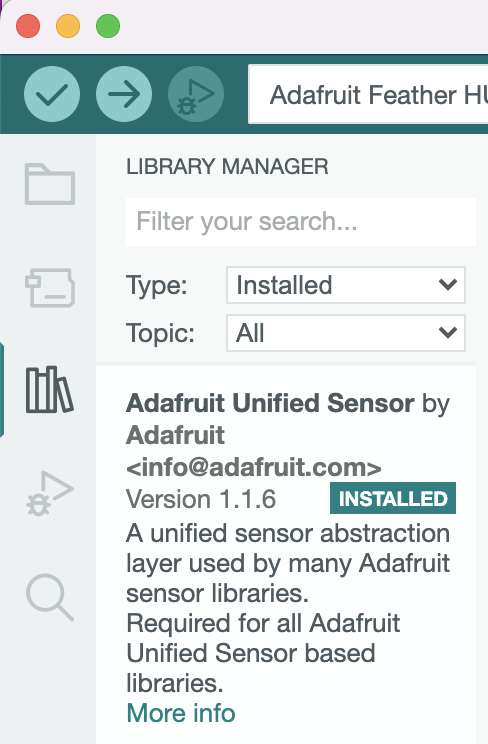 Adafruit Feather
LIBRARY MANAGER
Filter your search...
Type: Installed
Topic: All
Adafruit Unified Sensor by
Adafruit
<info@adafruit.com>
Version 1.1.6 INSTALLED
A unified sensor abstraction
layer used by many Adafruit
sensor libraries.
Required for all Adafruit
Unified Sensor based
libraries.
More info